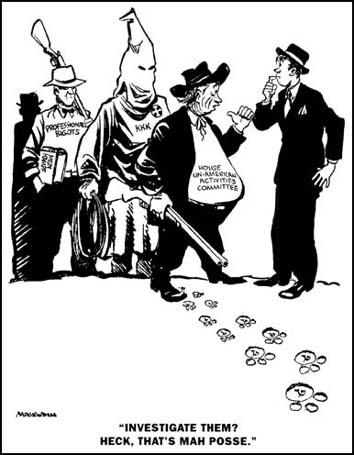 PROFESSIONAL
BIGOTS
KKK
HOUSE
UN-AMERICAN
ACTIVITIES
COMMITTEE
MAULDIN
"INVESTIGATE THEM?
HECK, THAT'S MAH POSSE."